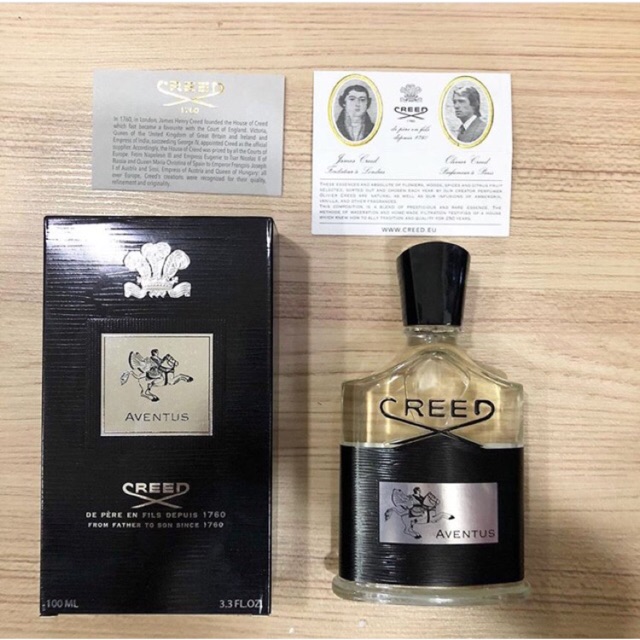 CREED
1760
In 1760, in London, James Henry Creed founded the House of Creed
which fast became a favourite with the Court of England. Victoria,
Queen of the United Kingdom of Great Britain and Ireland and
Empress of India, succeeding George IV, appointed Creed as the official
supplier. Accordingly, the House of Creed was prized by all the Courts of
Europe. From Napoleon III and Empress Eugenie to Tsar Nicolas II of
Russia and Queen Maria Christina of Spain to Emperor François Joseph
I of Austria and Sissi, Empress of Austria and Queen of Hungary; all
over Europe, Creed's creations were recognized for their quality,
refinement and originality.
CREED
de père en fils
depuis 1760
James Creed
Fondateur à Londres
Olivier Creed
Parfumeur à Paris
WWW.CREED.EU
AVENTUS
CREED
DE PÈRE EN FILS DEPUIS 1760
FROM FATHER TO SON SINCE 1760
100 ML 3.3 FL.OZ
CREED
AVENTUS